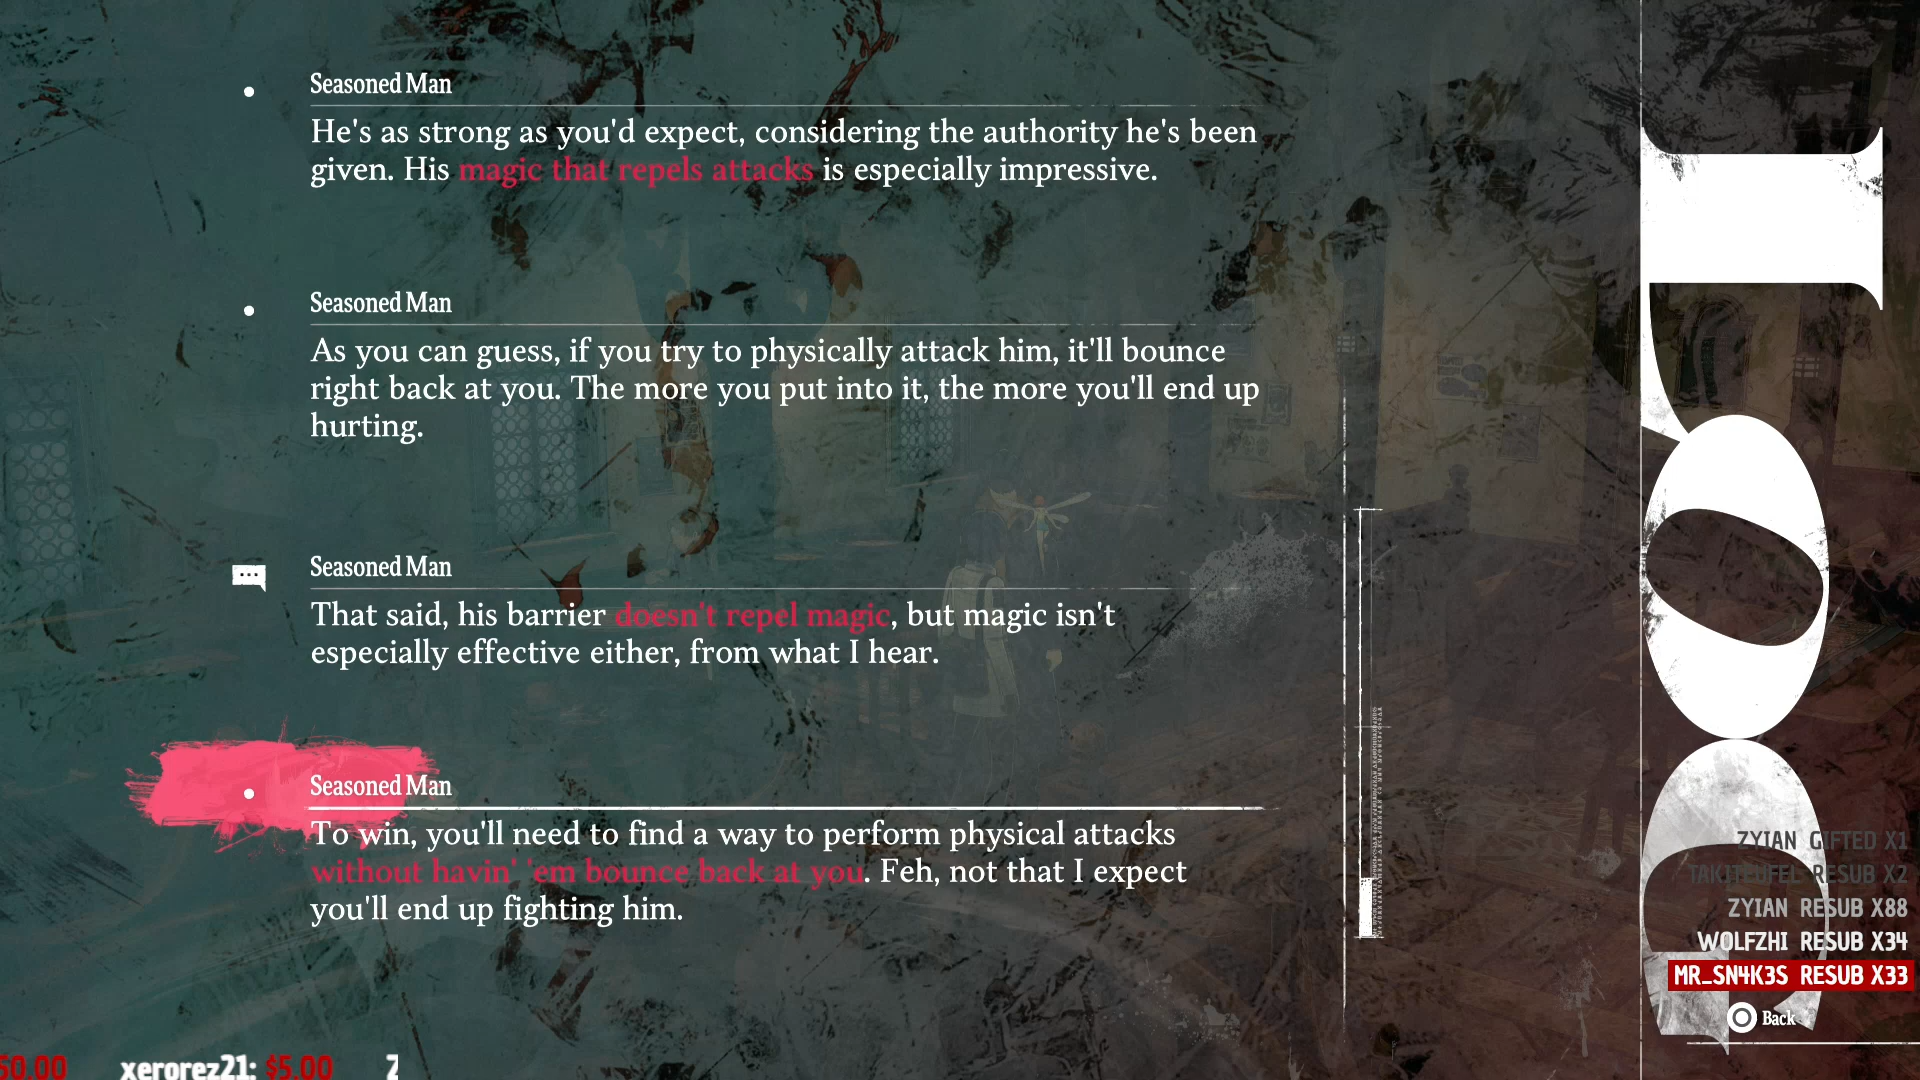 Seasoned Man
He's as strong as you'd expect, considering the authority he's been
given. His magic that repels attacks is especially impressive.
Seasoned Man
As you can guess, if you try to physically attack him, it'll bounce
right back at you. The more you put into it, the more you'll end up
hurting.
Seasoned Man
That said, his barrier doesn't repel magic, but magic isn't
especially effective either, from what I hear.
Seasoned Man
To win, you'll need to find a way to perform physical attacks
without havin' 'em bounce back at you. Feh, not that I expect
you'll end up fighting him.
LOG
ZYIAN GIFTED X1
TAKITEUFEL RESUB X2
ZYIAN RESUB X88
WOLFZHI RESUB X34
MR_SN4K3S RESUB X33
Back
50.00 xerorez21: $5.00